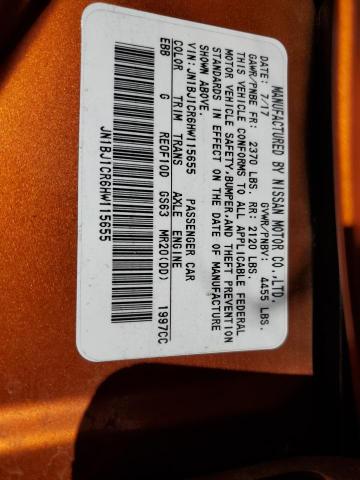 MANUFACTURED BY NISSAN MOTOR CO.,LTD.
DATE: 7/17 GVWR/PNBV: 4455 LBS.
GAWR/PNBE FR: 2370 LBS. RR: 2120 LBS.
THIS VEHICLE CONFORMS TO ALL APPLICABLE FEDERAL
MOTOR VEHICLE SAFETY,BUMPER,AND THEFT PREVENTION
STANDARDS IN EFFECT ON THE DATE OF MANUFACTURE
SHOWN ABOVE.
VIN:JN1BJ1CR6HW115655 PASSENGER CAR
COLOR TRIM TRANS AXLE ENGINE
EBB G RE0F10D GS63 MR20(DD) 1997CC
JN1BJ1CR6HW115655